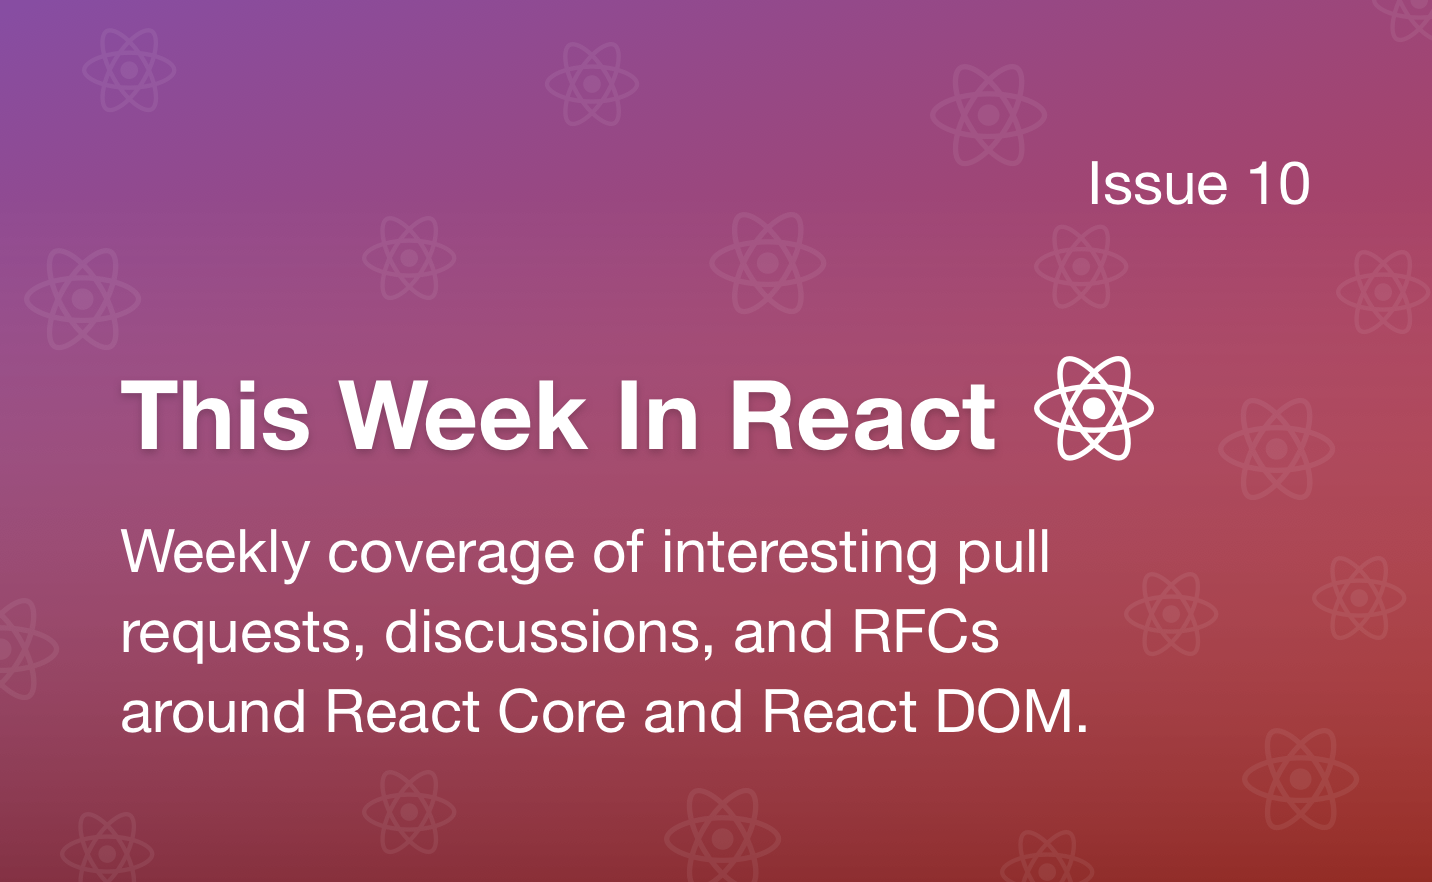 Issue 10
This Week In React
Weekly coverage of interesting pull
requests, discussions, and RFCs
around React Core and React DOM.